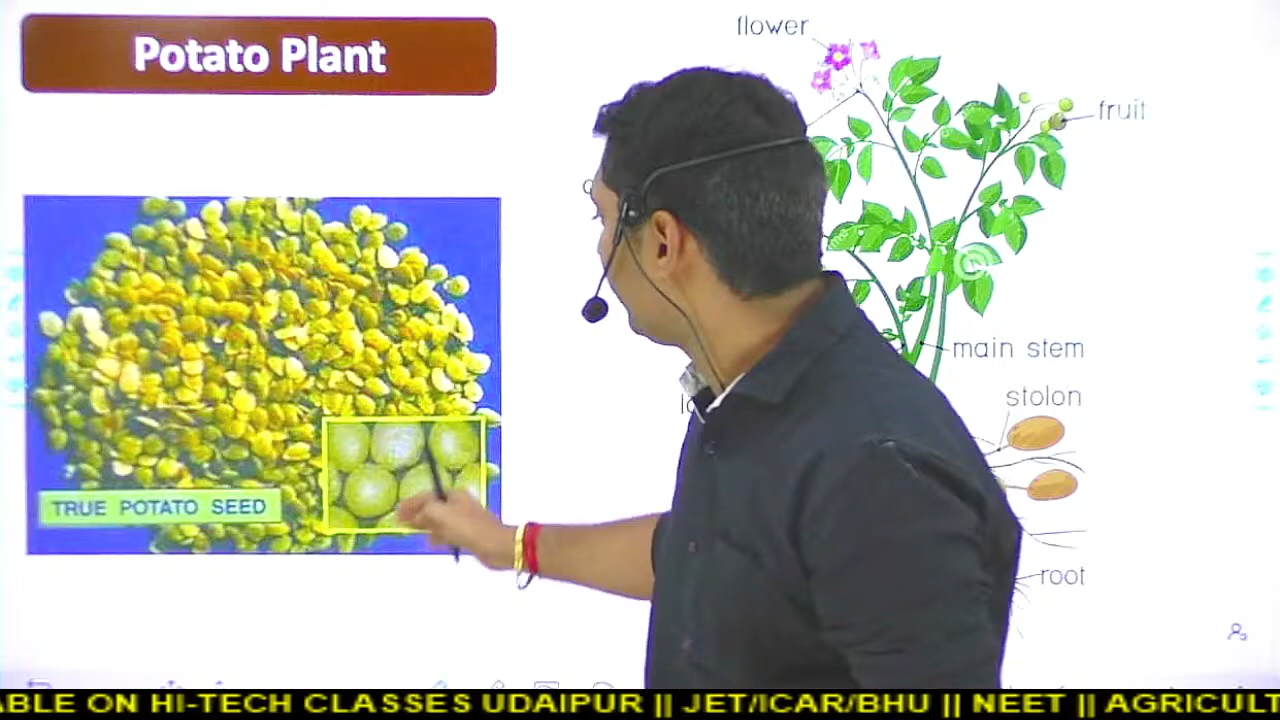 Potato Plant
flower
fruit
main stem
stolon
TRUE POTATO SEED
root
ABLE ON HI-TECH CLASSES UDAIPUR || JET/ICAR/BHU || NEET || AGRICULT